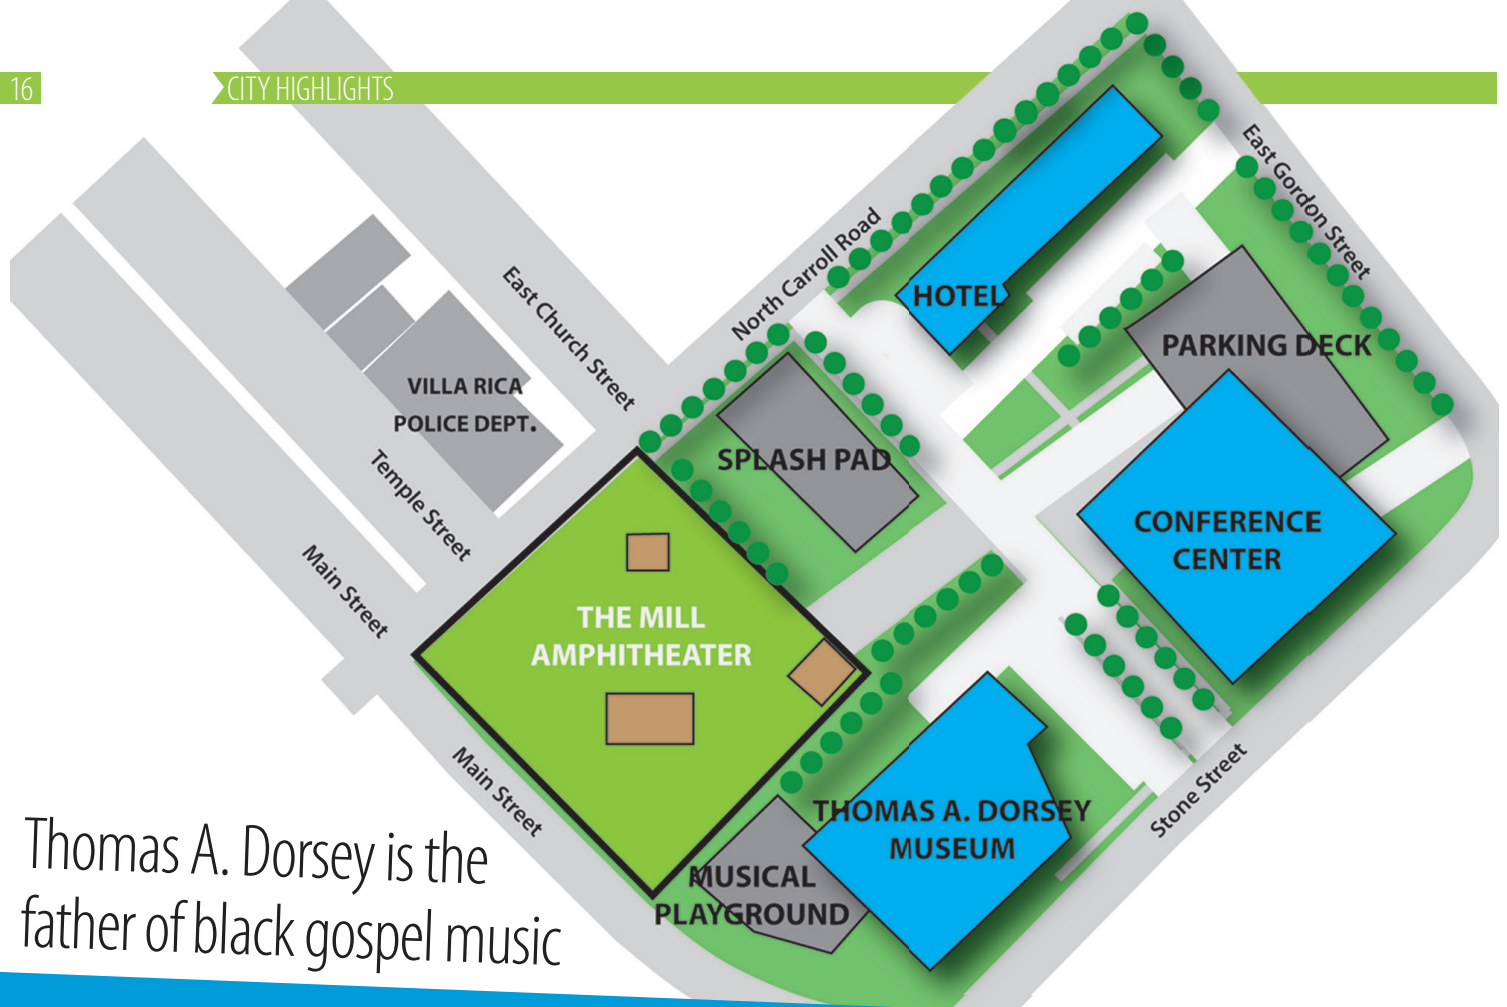 16
CITY HIGHLIGHTS
East Gordon Street
North Carroll Road
East Church Street
HOTEL
PARKING DECK
VILLA RICA
POLICE DEPT.
SPLASH PAD
Temple Street
CONFERENCE
CENTER
Main Street
THE MILL
AMPHITHEATER
Main Street
Stone Street
THOMAS A. DORSEY
MUSEUM
MUSICAL
PLAYGROUND
Thomas A. Dorsey is the
father of black gospel music